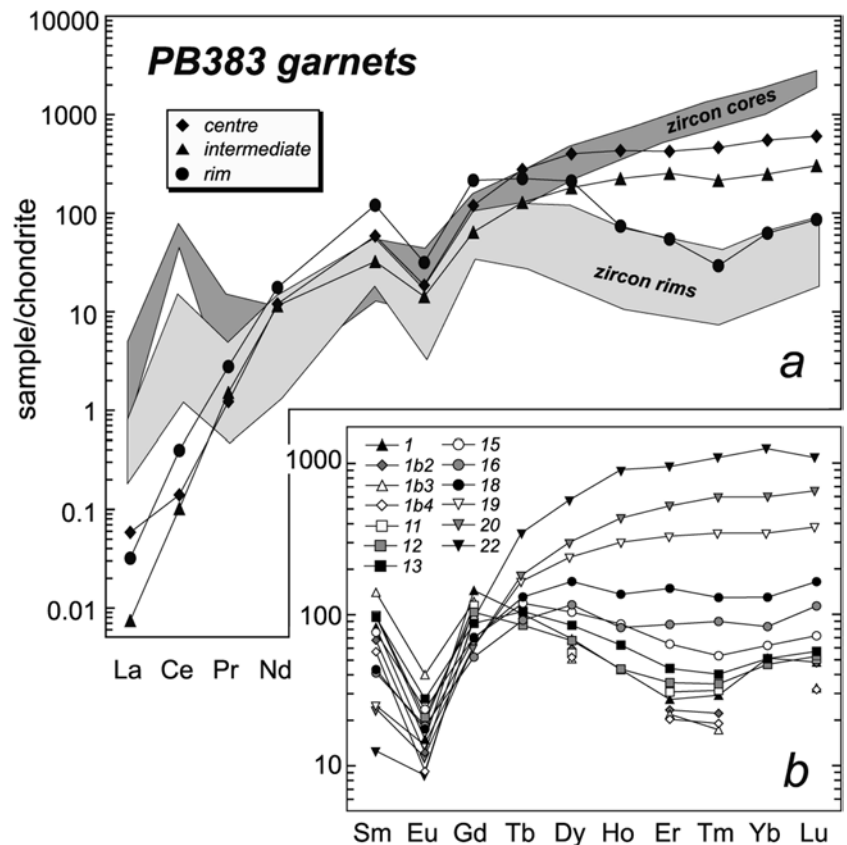 10000
PB383 garnets
1000
zircon cores
centre
intermediate
rim
100
zircon rims
10
sample/chondrite
a
1
1 15
1000
1b2 16
0.1
1b3 18
1b4 19
11 20
12 22
13
0.01
100
La Ce Pr Nd
10
b
Sm Eu Gd Tb Dy Ho Er Tm Yb Lu